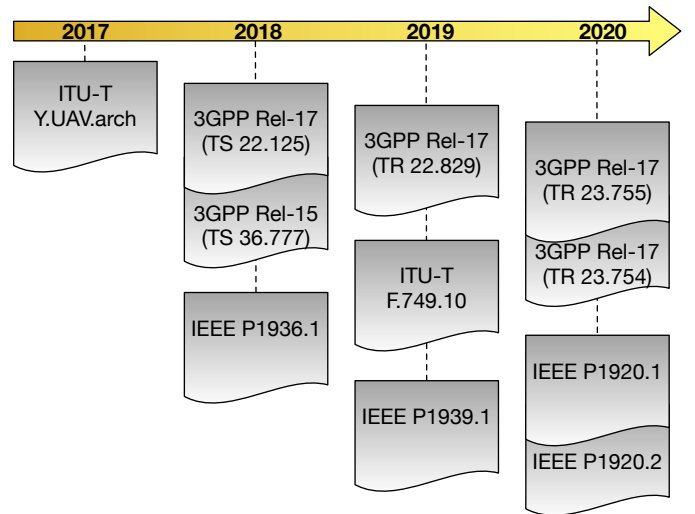 2017
2018
2019
2020
ITU-T
Y.UAV.arch
3GPP Rel-17
(TS 22.125)
3GPP Rel-15
(TS 36.777)
IEEE P1936.1
3GPP Rel-17
(TR 22.829)
ITU-T
F.749.10
IEEE P1939.1
3GPP Rel-17
(TR 23.755)
3GPP Rel-17
(TR 23.754)
IEEE P1920.1
IEEE P1920.2